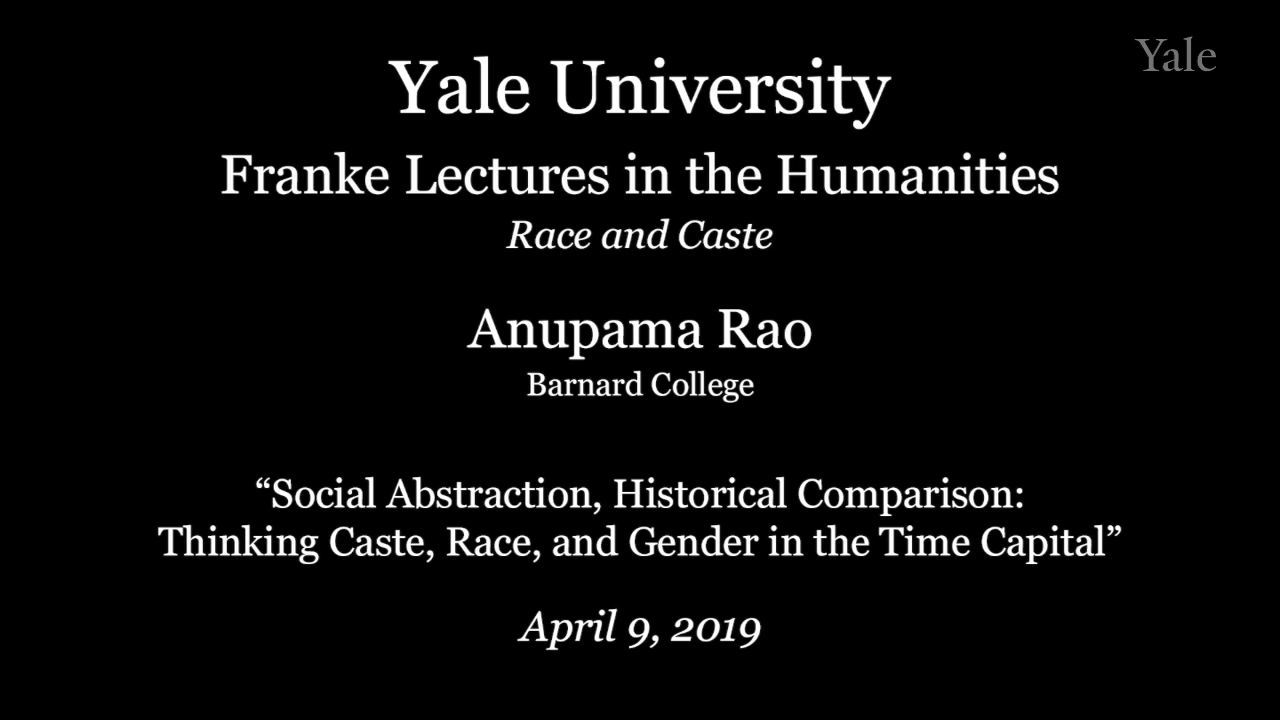 Yale
Yale University
Franke Lectures in the Humanities
Race and Caste
Anupama Rao
Barnard College
“Social Abstraction, Historical Comparison:
Thinking Caste, Race, and Gender in the Time Capital”
April 9, 2019